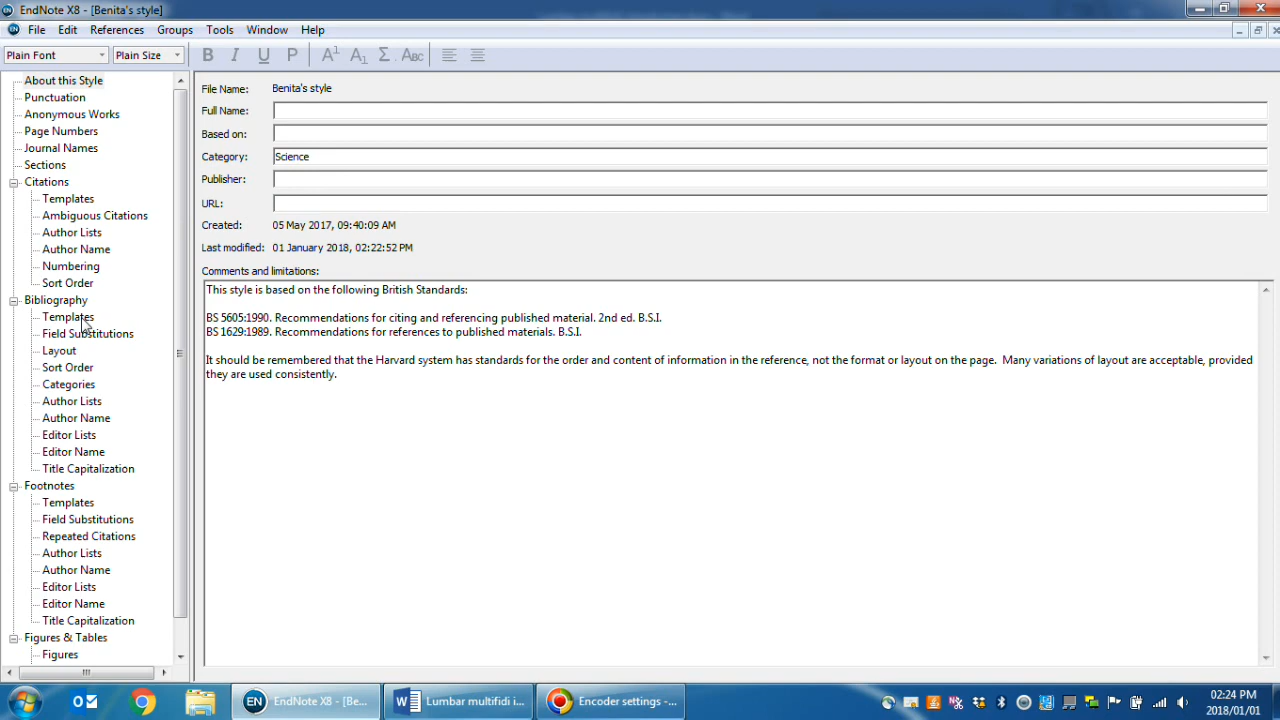 EndNote X8 - [Benita's style]
File Edit References Groups Tools Window Help
Plain Font Plain Size B I U P A1 A1 Σ ABC
About this Style
Punctuation
Anonymous Works
Page Numbers
Journal Names
Sections
Citations
Templates
Ambiguous Citations
Author Lists
Author Name
Numbering
Sort Order
Bibliography
Templates
Field Substitutions
Layout
Sort Order
Categories
Author Lists
Author Name
Editor Lists
Editor Name
Title Capitalization
Footnotes
Templates
Field Substitutions
Repeated Citations
Author Lists
Author Name
Editor Lists
Editor Name
Title Capitalization
Figures & Tables
Figures
File Name: Benita's style
Full Name:
Based on:
Category: Science
Publisher:
URL:
Created: 05 May 2017, 09:40:09 AM
Last modified: 01 January 2018, 02:22:52 PM
Comments and limitations:
This style is based on the following British Standards:
BS 5605:1990. Recommendations for citing and referencing published material. 2nd ed. B.S.I.
BS 1629:1989. Recommendations for references to published materials. B.S.I.
It should be remembered that the Harvard system has standards for the order and content of information in the reference, not the format or layout on the page. Many variations of layout are acceptable, provided
they are used consistently.
EN EndNote X8 - [Be... Lumbar multifidi i... Encoder settings -...
02:24 PM
2018/01/01